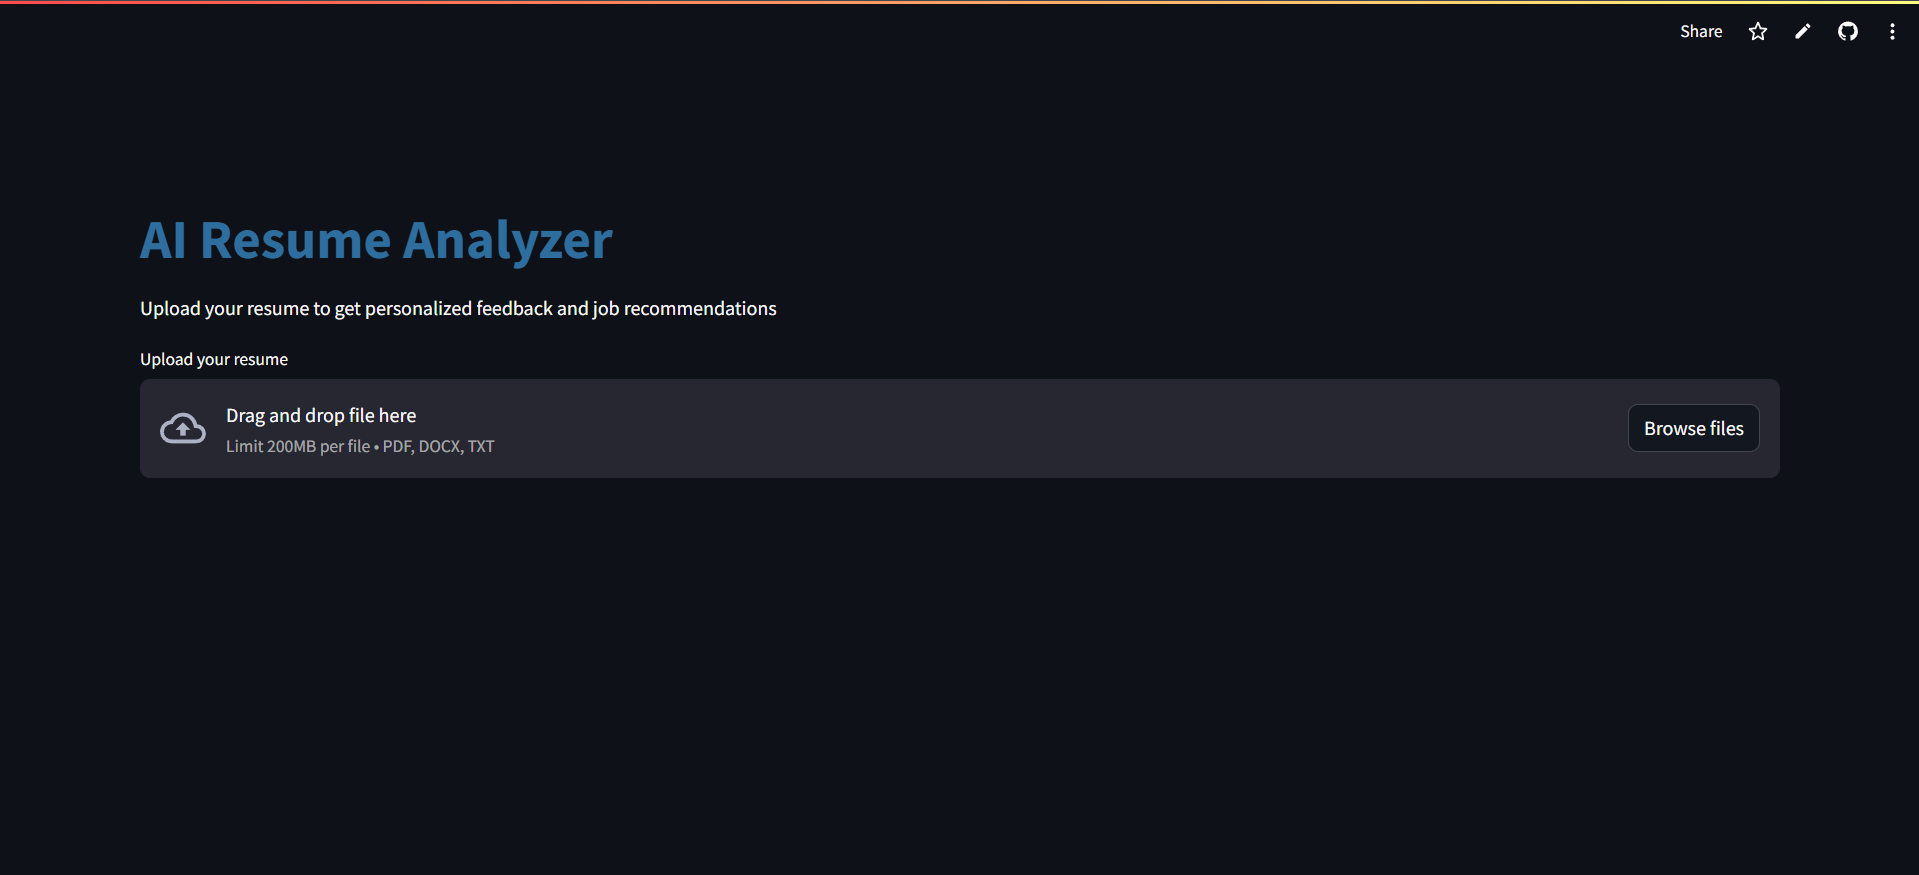 Share
AI Resume Analyzer
Upload your resume to get personalized feedback and job recommendations
Upload your resume
Drag and drop file here
Limit 200MB per file • PDF, DOCX, TXT
Browse files